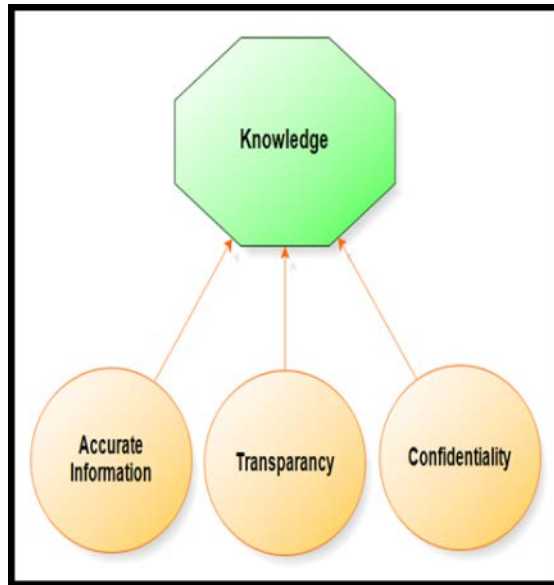 Knowledge
Accurate
Information
Transparancy
Confidentiality